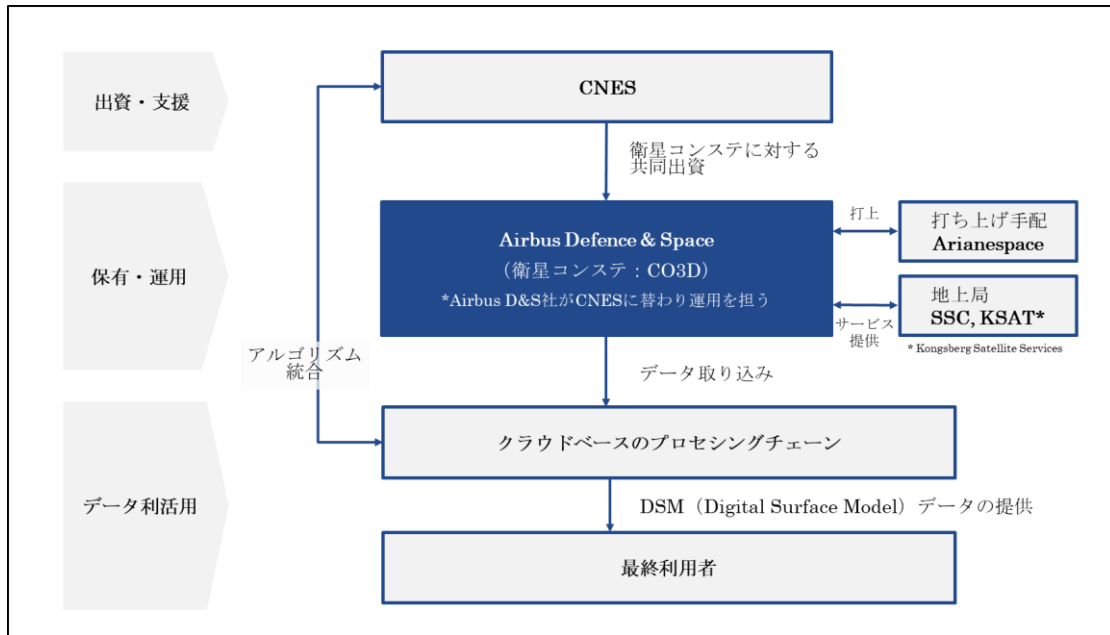 出資・支援
CNES
衛星コンステに対する
共同出資
保有・運用
Airbus Defence & Space
（衛星コンステ：CO3D）
*Airbus D&S社がCNESに替わり運用を担う
打上
打ち上げ手配
Arianespace
サービス
提供
地上局
SSC, KSAT*
* Kongsberg Satellite Services
アルゴリズム
統合
データ取り込み
データ利活用
クラウドベースのプロセシングチェーン
DSM（Digital Surface Model）データの提供
最終利用者